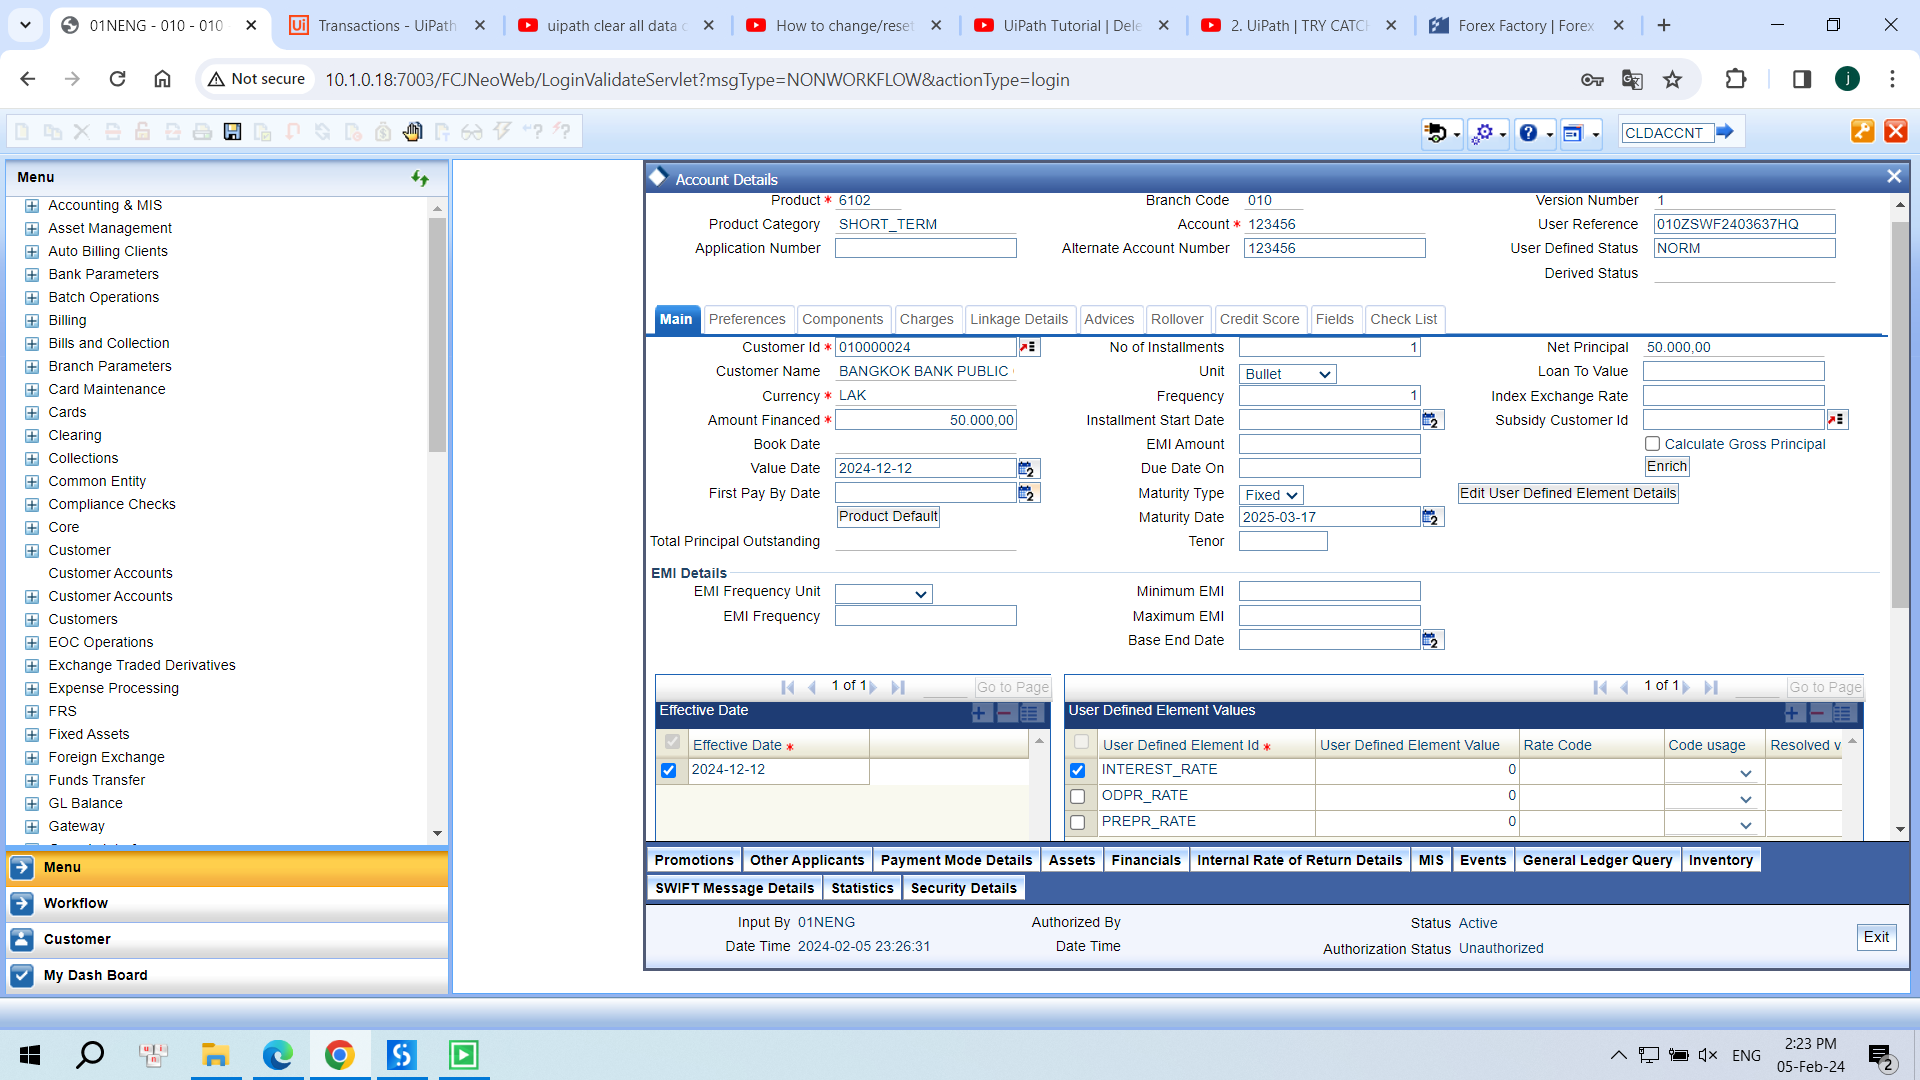 01NENG - 010 - 010 -
Transactions - UiPath
uipath clear all data
How to change/reset
UiPath Tutorial | Dele
2. UiPath | TRY CATC
Forex Factory | Forex
Not secure
10.1.0.18:7003/FCJNeoWeb/LoginValidateServlet?msgType=NONWORKFLOW&actionType=login
j
CLDACCNT
Menu
Accounting & MIS
Asset Management
Auto Billing Clients
Bank Parameters
Batch Operations
Billing
Bills and Collection
Branch Parameters
Card Maintenance
Cards
Clearing
Collections
Common Entity
Compliance Checks
Core
Customer
Customer Accounts
Customer Accounts
Customers
EOC Operations
Exchange Traded Derivatives
Expense Processing
FRS
Fixed Assets
Foreign Exchange
Funds Transfer
GL Balance
Gateway
Menu
Workflow
Customer
My Dash Board
Account Details
Product * 6102 Branch Code 010 Version Number 1
Product Category SHORT_TERM Account * 123456 User Reference 010ZSWF2403637HQ
Application Number Alternate Account Number 123456 User Defined Status NORM
Derived Status
Main Preferences Components Charges Linkage Details Advices Rollover Credit Score Fields Check List
Customer Id * 010000024 No of Installments 1 Net Principal 50.000,00
Customer Name BANGKOK BANK PUBLIC Unit Bullet Loan To Value
Currency * LAK Frequency 1 Index Exchange Rate
Amount Financed * 50.000,00 Installment Start Date Subsidy Customer Id
Book Date EMI Amount Calculate Gross Principal
Value Date 2024-12-12 Due Date On Enrich
First Pay By Date Maturity Type Fixed Edit User Defined Element Details
Product Default Maturity Date 2025-03-17
Total Principal Outstanding Tenor
EMI Details
EMI Frequency Unit Minimum EMI
EMI Frequency Maximum EMI
Base End Date
1 of 1 Go to Page 1 of 1 Go to Page
Effective Date User Defined Element Values
Effective Date * User Defined Element Id * User Defined Element Value Rate Code Code usage Resolved v
2024-12-12 INTEREST_RATE 0
ODPR_RATE 0
PREPR_RATE 0
Promotions Other Applicants Payment Mode Details Assets Financials Internal Rate of Return Details MIS Events General Ledger Query Inventory
SWIFT Message Details Statistics Security Details
Input By 01NENG Authorized By Status Active
Date Time 2024-02-05 23:26:31 Date Time Authorization Status Unauthorized
Exit
ENG
2:23 PM
05-Feb-24
2